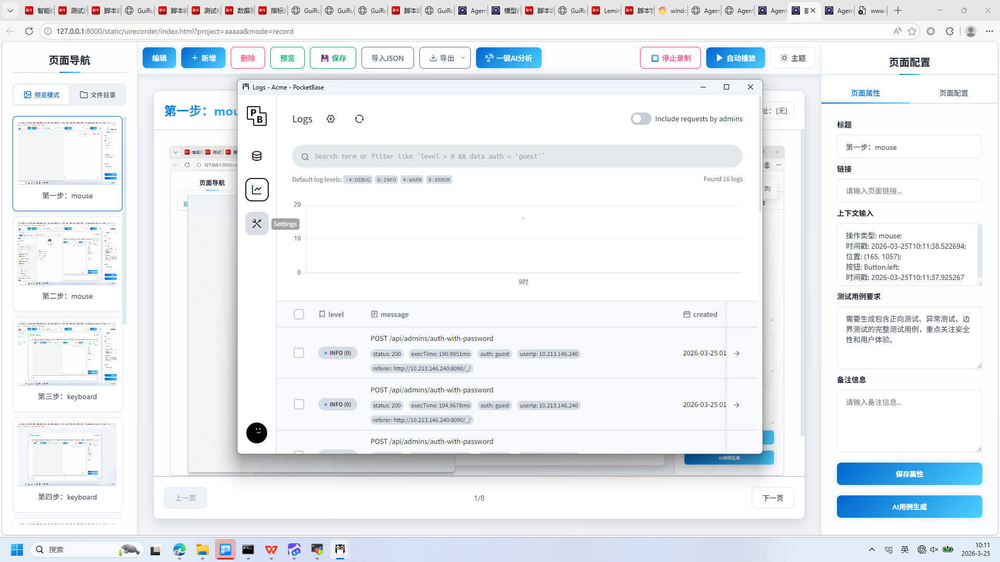 智能体
测试历
脚本调
GuiRu
脚本编
测试任
数据驱
指标分
GuiRu
GuiRu
GuiRu
脚本调
GuiRu
Agent
模型评
脚本调
GuiRu
Lemin
脚本智
windo
Agent
Agent
Agent
Agent
www.
127.0.0.1:8000/static/uirecorder/index.html?project=aaaaa&mode=record
页面导航
预览模式
文件目录
第一步：mouse
第二步：mouse
第三步：keyboard
第四步：keyboard
编辑
新增
删除
预览
保存
导入JSON
导出
一键AI分析
停止录制
自动播放
主题
第一步：mou
址：[无]
127.0.0.1:8000/st
页面导航
页)
AI用例生成
Logs - Acme - PocketBase
P
B
Logs
Include requests by admins
Search term or filter like `level > 0 && data.auth = 'guest'`
Default log levels: -4:DEBUG 0:INFO 4:WARN 8:ERROR
Found 16 logs
Settings
20
10
0
9时
level
message
created
POST /api/admins/auth-with-password
INFO (0)
status: 200
execTime: 190.9851ms
auth: guest
userIp: 10.213.146.240
2026-03-25 01
referer: http://10.213.146.240:8090/_/
POST /api/admins/auth-with-password
INFO (0)
status: 200
execTime: 194.9678ms
auth: guest
userIp: 10.213.146.240
2026-03-25 01
referer: http://10.213.146.240:8090/_/
POST /api/admins/auth-with-password
上一页
1/8
下一页
页面配置
页面属性
页面配置
标题
第一步：mouse
链接
请输入页面链接...
上下文输入
操作类型: mouse;
时间戳: 2026-03-25T10:11:38.522694;
位置: (165, 1057);
按钮: Button.left;
时间戳: 2026-03-25T10:11:37.925267
测试用例要求
需要生成包含正向测试、异常测试、边
界测试的完整测试用例，重点关注安全
性和用户体验。
备注信息
请输入备注信息...
保存属性
AI用例生成
搜索
英
10:11
2026-3-25